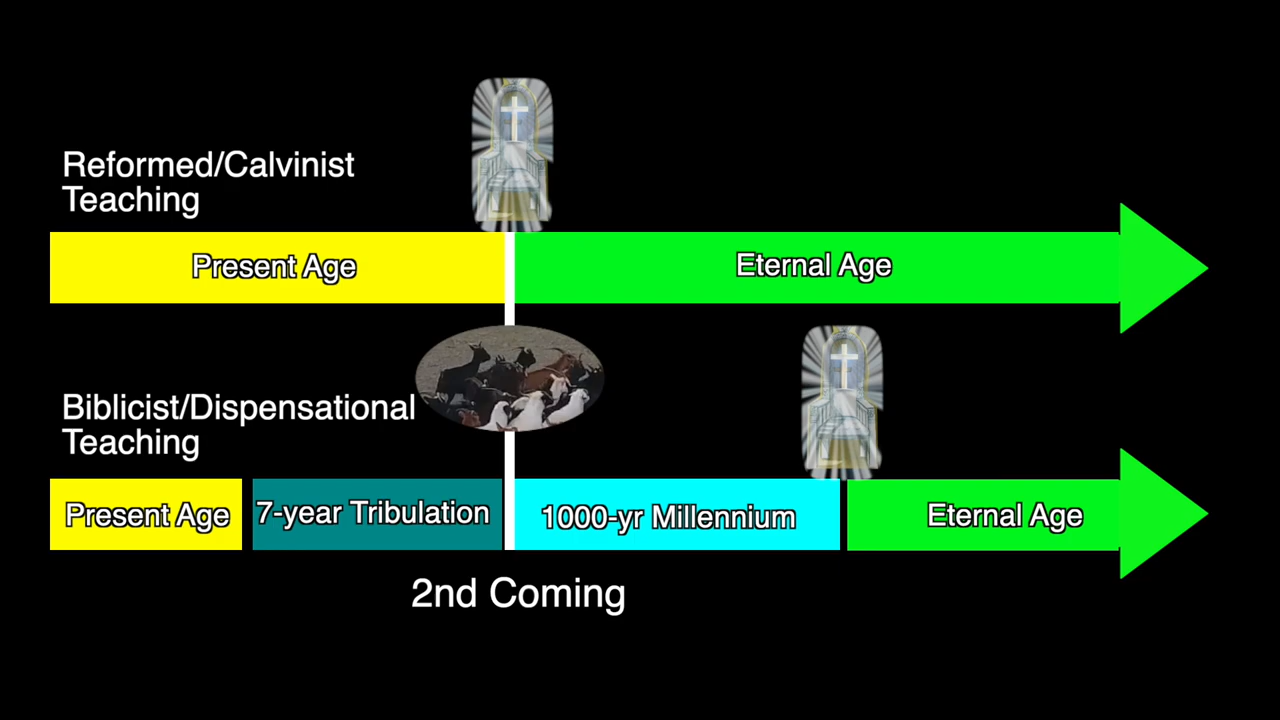 Reformed/Calvinist
Teaching
Present Age
Eternal Age
Biblicist/Dispensational
Teaching
Present Age
7-year Tribulation
1000-yr Millennium
Eternal Age
2nd Coming